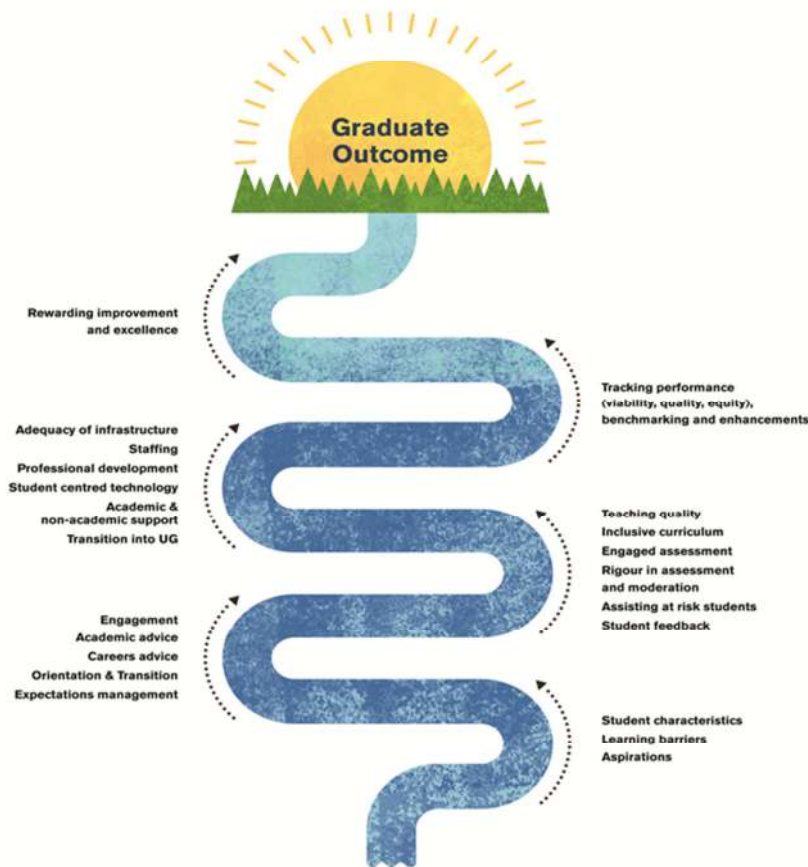 Graduate
Outcome
Rewarding improvement
and excellence
Tracking performance
(viability, quality, equity),
benchmarking and enhancements
Adequacy of infrastructure
Staffing
Professional development
Student centred technology
Academic &
non-academic support
Transition into UG
Teaching quality
Inclusive curriculum
Engaged assessment
Rigour in assessment
and moderation
Assisting at risk students
Student feedback
Engagement
Academic advice
Careers advice
Orientation & Transition
Expectations management
Student characteristics
Learning barriers
Aspirations